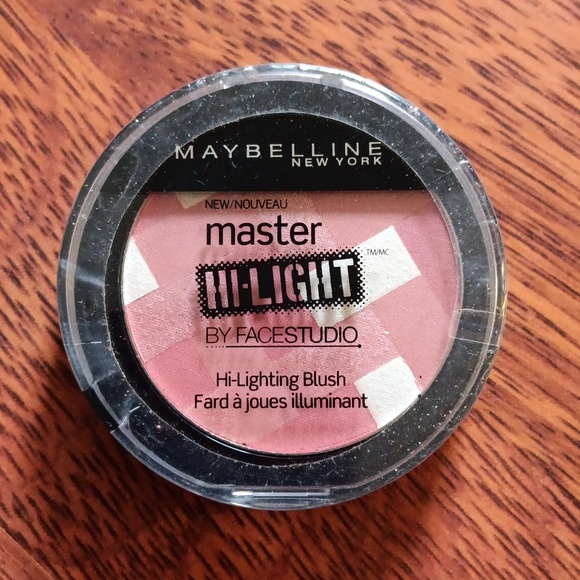 MAYBELLINE
NEW YORK
NEW/NOUVEAU
master
HI-LIGHT TM/MC
BY FACESTUDIO
Hi-Lighting Blush
Fard à joues illuminant